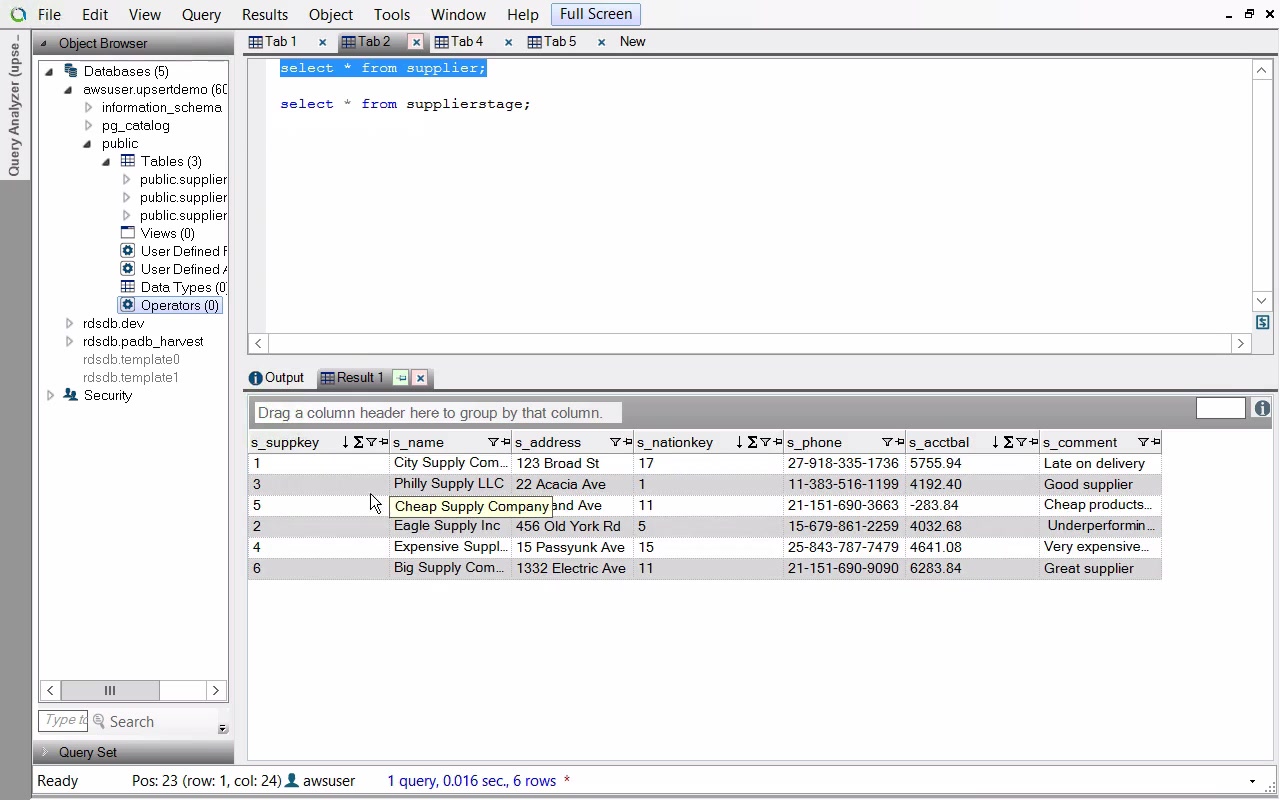 File Edit View Query Results Object Tools Window Help Full Screen
Query Analyzer (upse...
Object Browser
Tab 1 Tab 2 Tab 4 Tab 5 New
Databases (5)
awsuser.upsertdemo (60
information_schema
pg_catalog
public
Tables (3)
public.supplier
public.supplier
public.supplier
Views (0)
User Defined F
User Defined A
Data Types (0)
Operators (0)
rdsdb.dev
rdsdb.padb_harvest
rdsdb.template0
rdsdb.template1
Security
Type to Search
Query Set
select * from supplier;
select * from supplierstage;
Output Result 1
Drag a column header here to group by that column.
s_suppkey s_name s_address s_nationkey s_phone s_acctbal s_comment
1 City Supply Com... 123 Broad St 17 27-918-335-1736 5755.94 Late on delivery
3 Philly Supply LLC 22 Acacia Ave 1 11-383-516-1199 4192.40 Good supplier
5 Cheap Supply Company and Ave 11 21-151-690-3663 -283.84 Cheap products...
2 Eagle Supply Inc 456 Old York Rd 5 15-679-861-2259 4032.68 Underperformin...
4 Expensive Suppl... 15 Passyunk Ave 15 25-843-787-7479 4641.08 Very expensive...
6 Big Supply Com... 1332 Electric Ave 11 21-151-690-9090 6283.84 Great supplier
Ready Pos: 23 (row: 1, col: 24) awsuser 1 query, 0.016 sec., 6 rows *